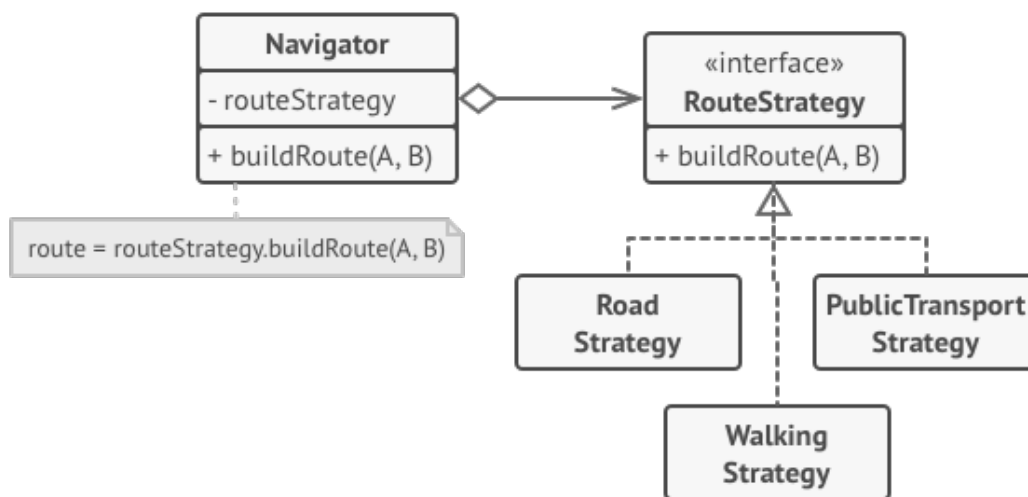 Navigator
- routeStrategy
+ buildRoute(A, B)
route = routeStrategy.buildRoute(A, B)
«interface»
RouteStrategy
+ buildRoute(A, B)
Road
Strategy
PublicTransport
Strategy
Walking
Strategy